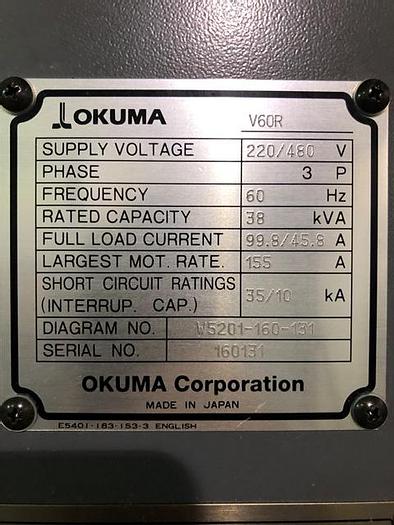 OKUMA V60R
SUPPLY VOLTAGE 220/480 V
PHASE 3 P
FREQUENCY 60 Hz
RATED CAPACITY 38 kVA
FULL LOAD CURRENT 99.8/45.8 A
LARGEST MOT. RATE. 155 A
SHORT CIRCUIT RATINGS
(INTERRUP. CAP.) 35/10 kA
DIAGRAM NO. W5201-160-131
SERIAL NO. 160131
OKUMA Corporation
MADE IN JAPAN
E5401-183-153-3 ENGLISH